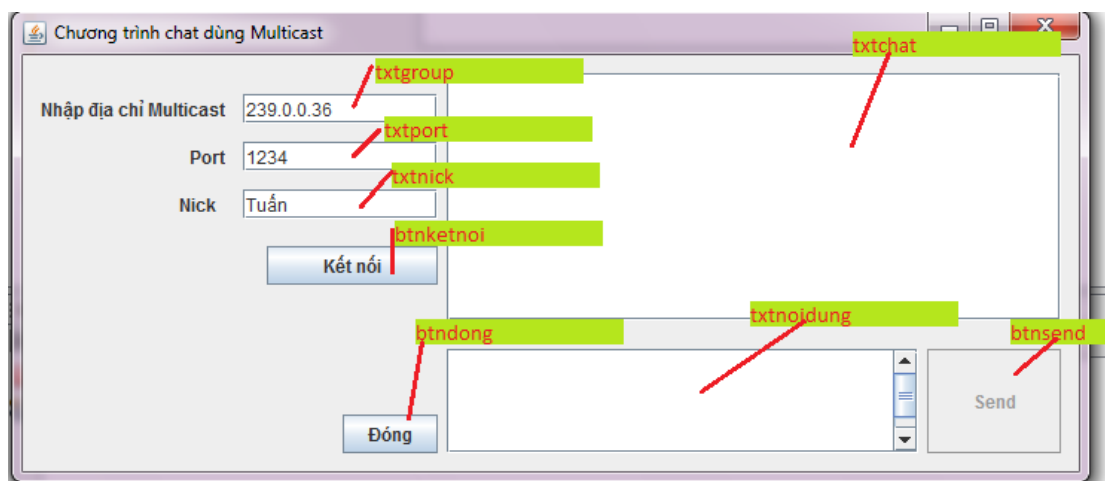 Chương trình chat dùng Multicast
txtchat
txtgroup
Nhập địa chỉ Multicast
239.0.0.36
txtport
Port
1234
txtnick
Nick
Tuấn
btnketnoi
Kết nối
txtnoidung
btndong
btnsend
Send
Đóng